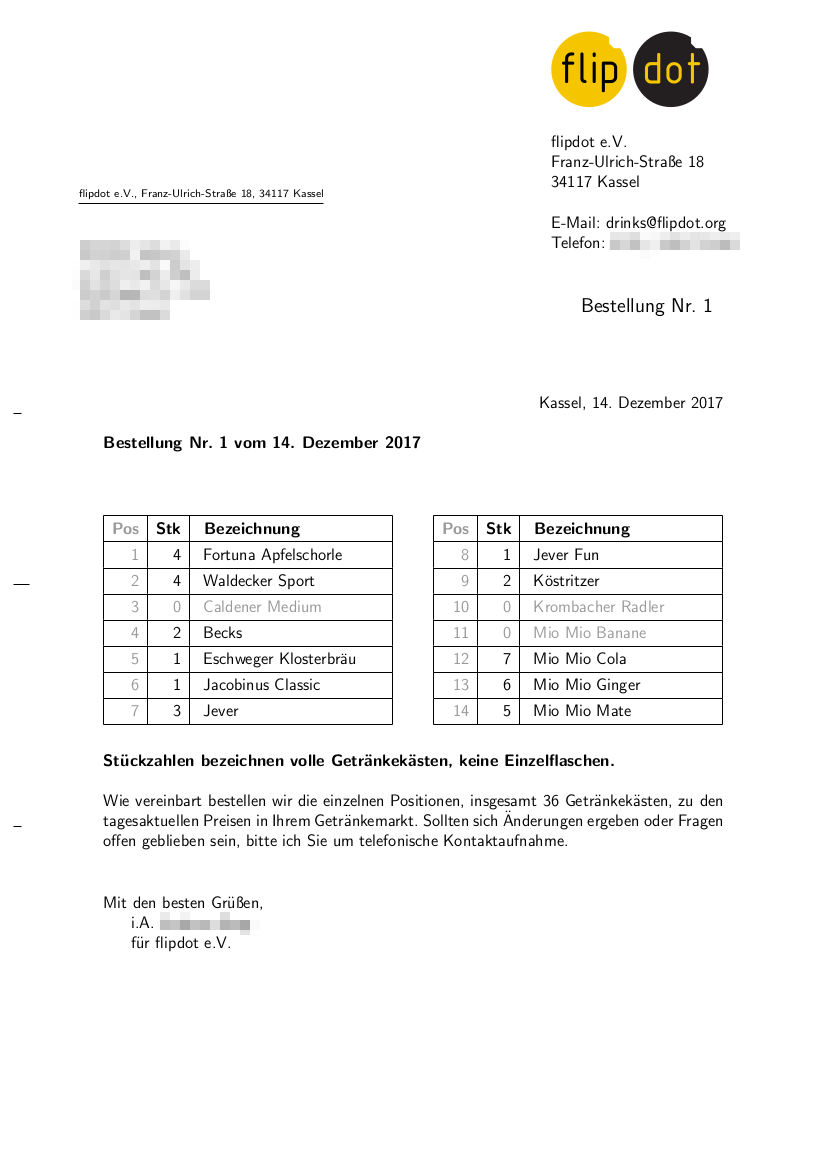 flip dot
flipdot e.V.
Franz-Ulrich-Straße 18
34117 Kassel
flipdot e.V., Franz-Ulrich-Straße 18, 34117 Kassel
E-Mail: drinks@flipdot.org
Telefon:
Bestellung Nr. 1
Kassel, 14. Dezember 2017
Bestellung Nr. 1 vom 14. Dezember 2017
Pos Stk Bezeichnung
1 4 Fortuna Apfelschorle
2 4 Waldecker Sport
3 0 Caldener Medium
4 2 Becks
5 1 Eschweger Klosterbräu
6 1 Jacobinus Classic
7 3 Jever
Pos Stk Bezeichnung
8 1 Jever Fun
9 2 Köstritzer
10 0 Krombacher Radler
11 0 Mio Mio Banane
12 7 Mio Mio Cola
13 6 Mio Mio Ginger
14 5 Mio Mio Mate
Stückzahlen bezeichnen volle Getränkekästen, keine Einzelflaschen.
Wie vereinbart bestellen wir die einzelnen Positionen, insgesamt 36 Getränkekästen, zu den
tagesaktuellen Preisen in Ihrem Getränkemarkt. Sollten sich Änderungen ergeben oder Fragen
offen geblieben sein, bitte ich Sie um telefonische Kontaktaufnahme.
Mit den besten Grüßen,
i.A.
für flipdot e.V.